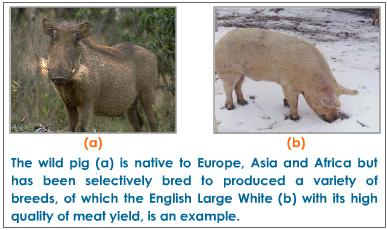 (a) (b)
The wild pig (a) is native to Europe, Asia and Africa but
has been selectively bred to produced a variety of
breeds, of which the English Large White (b) with its high
quality of meat yield, is an example.